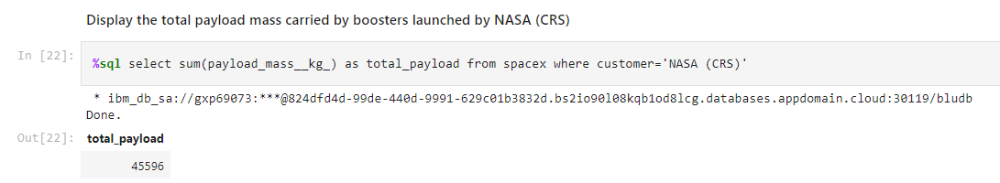 Display the total payload mass carried by boosters launched by NASA (CRS)
In [22]: %sql select sum(payload_mass__kg_) as total_payload from spacex where customer='NASA (CRS)'
* ibm_db_sa://gxp69073:***@824dfd4d-99de-440d-9991-629c01b3832d.bs2io90l08kqb1od8lcg.databases.appdomain.cloud:30119/bludb
Done.
Out[22]: total_payload
45596